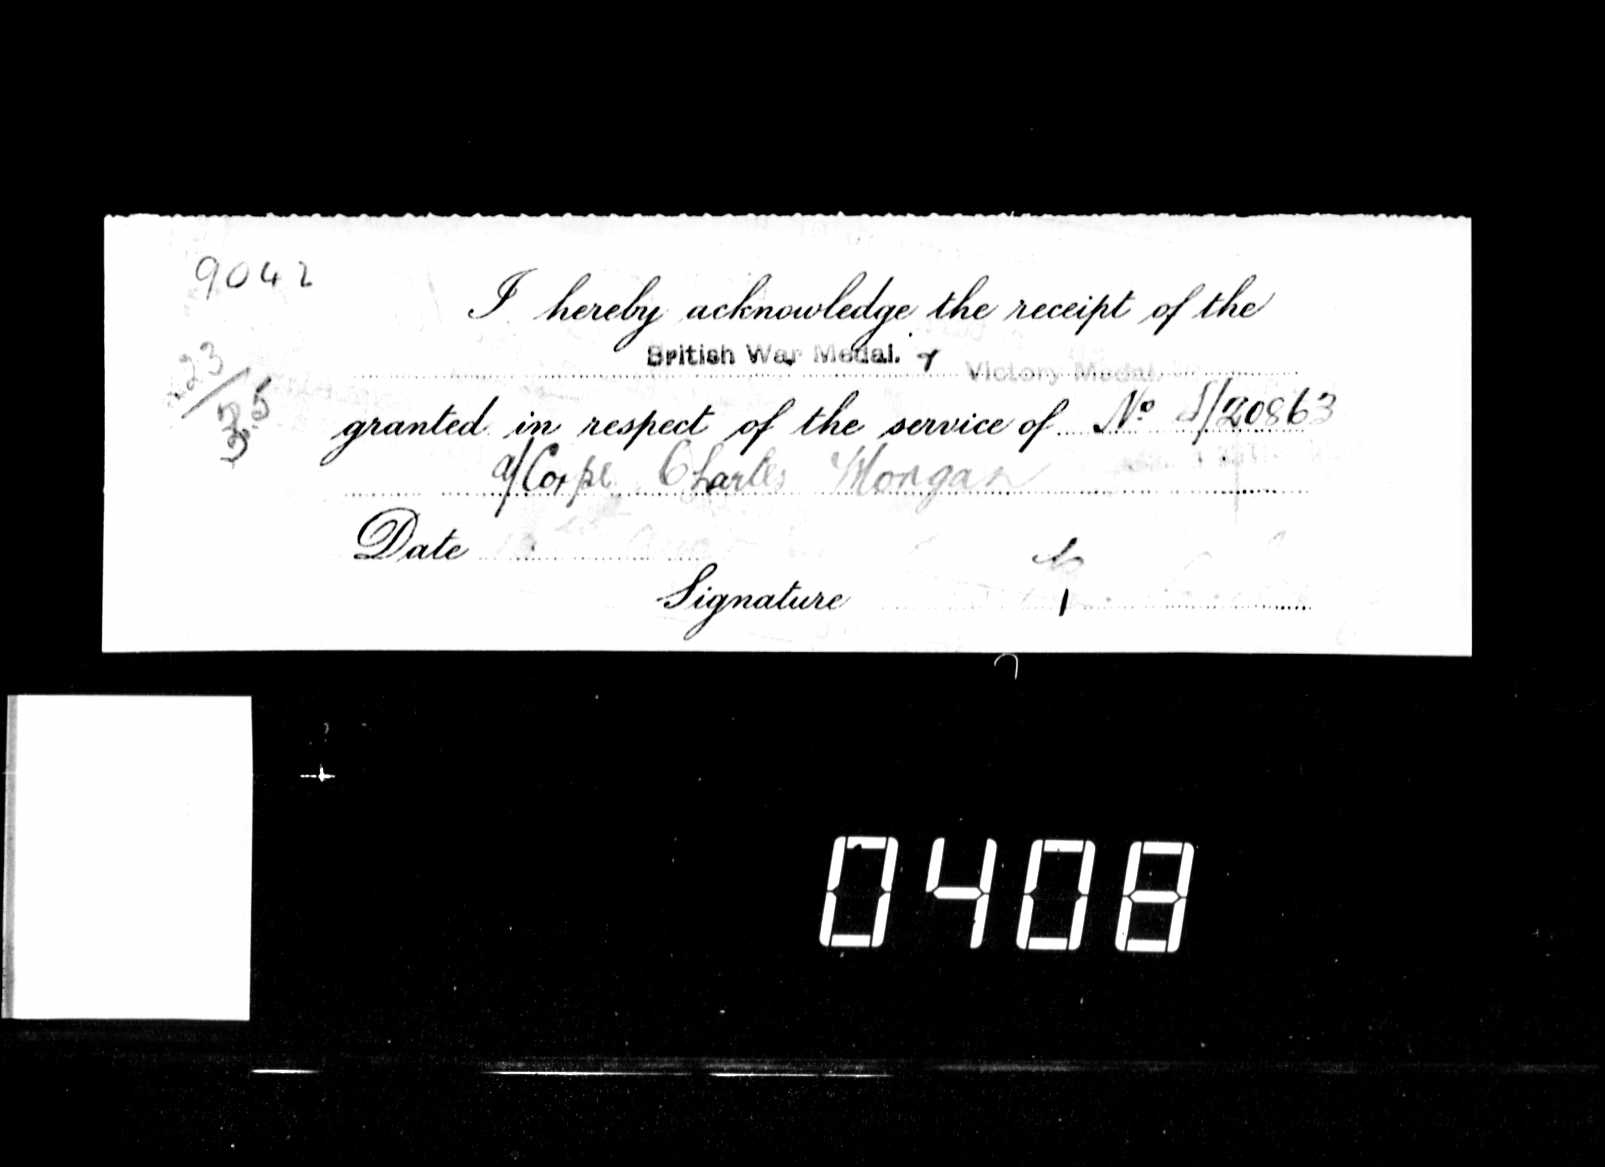 9042
I hereby acknowledge the receipt of the
British War Medal. & Victory Medal
23/35
granted in respect of the service of No S/20863
a/Corpl Charles Morgan
Date
Signature
0408